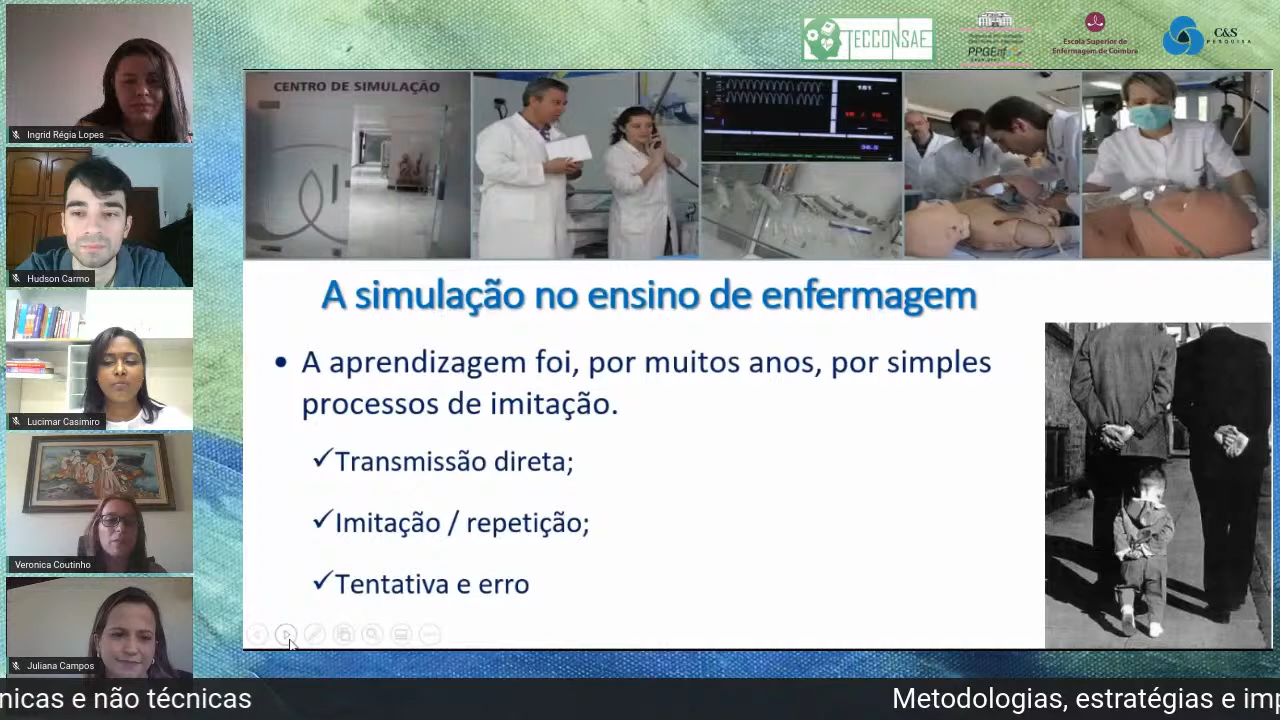 Ingrid Régia Lopes
Hudson Carmo
Lucimar Casimiro
Veronica Coutinho
Juliana Campos
TECCONSAE
PPGEnf
Escola Superior de
Enfermagem de Coimbra
C&S
PESQUISA
CENTRO DE SIMULAÇÃO
A simulação no ensino de enfermagem
• A aprendizagem foi, por muitos anos, por simples
processos de imitação.
✓Transmissão direta;
✓Imitação / repetição;
✓Tentativa e erro
nicas e não técnicas
Metodologias, estratégias e imp